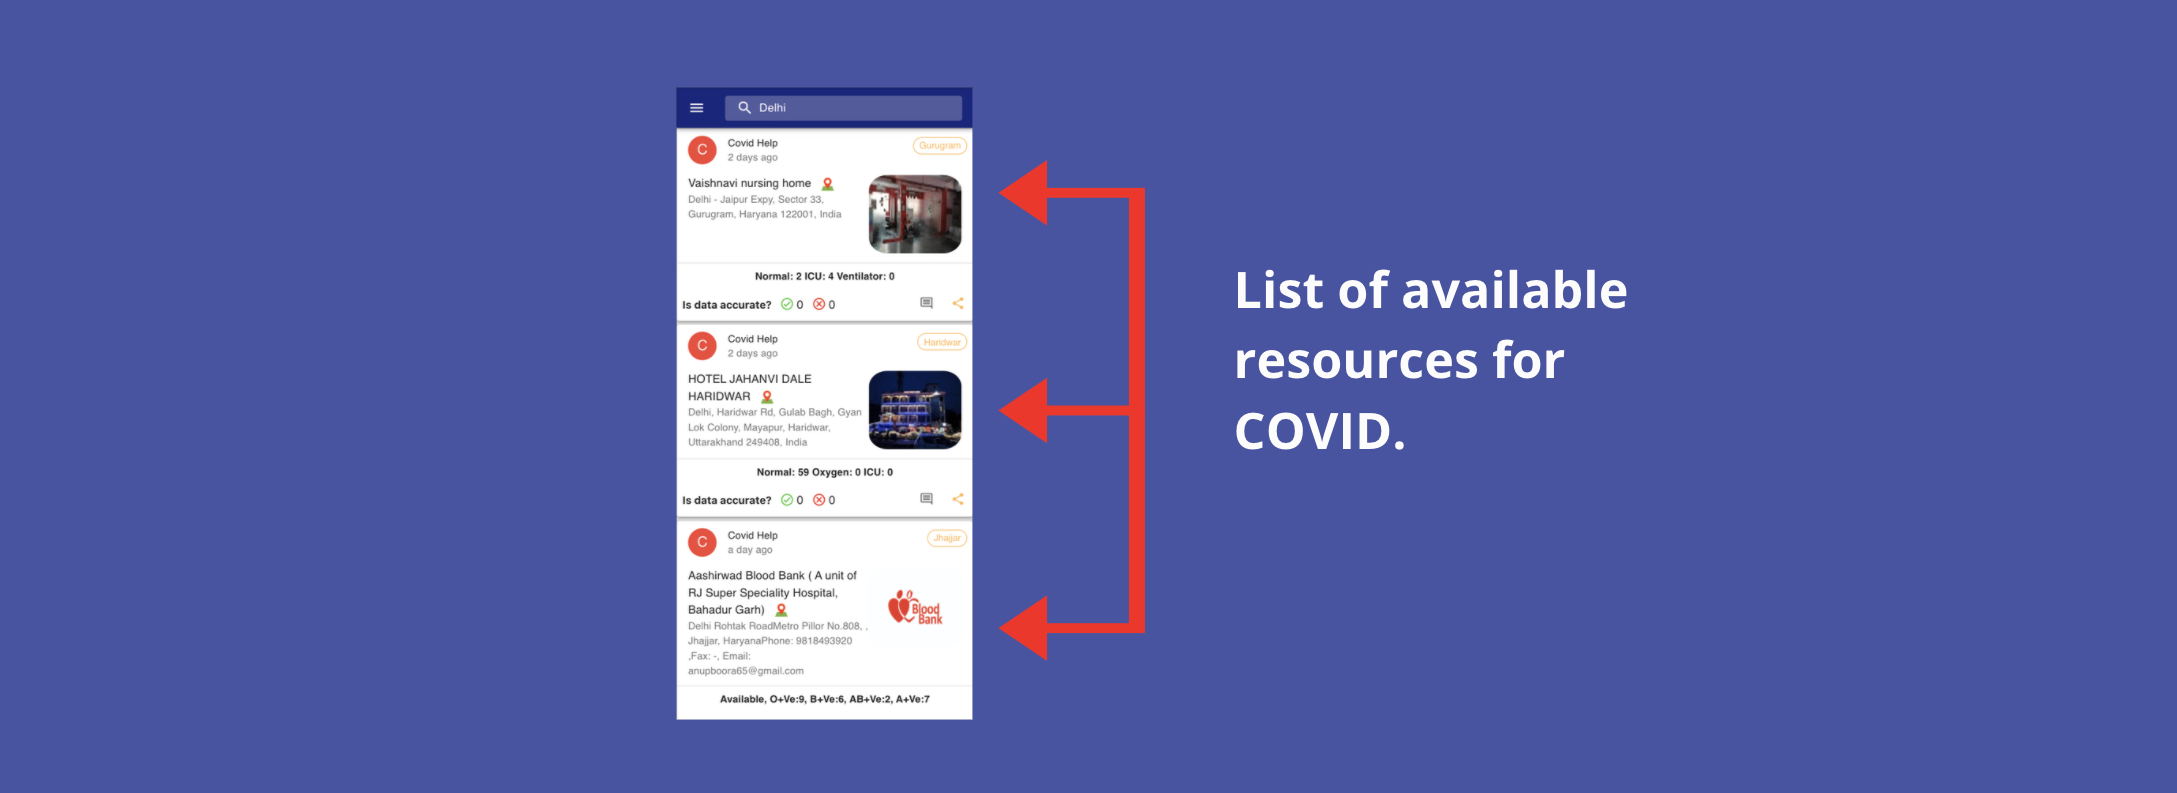 Delhi
C
Covid Help
2 days ago
Gurugram
Vaishnavi nursing home
Delhi - Jaipur Expy, Sector 33,
Gurugram, Haryana 122001, India
Normal: 2 ICU: 4 Ventilator: 0
Is data accurate? 0 0
C
Covid Help
2 days ago
Haridwar
HOTEL JAHANVI DALE
HARIDWAR
Delhi, Haridwar Rd, Gulab Bagh, Gyan
Lok Colony, Mayapur, Haridwar,
Uttarakhand 249408, India
Normal: 59 Oxygen: 0 ICU: 0
Is data accurate? 0 0
C
Covid Help
a day ago
Jhajjar
Aashirwad Blood Bank ( A unit of
RJ Super Speciality Hospital,
Bahadur Garh)
Delhi Rohtak RoadMetro Pillor No.808, ,
Jhajjar, HaryanaPhone: 9818493920
,Fax: -, Email:
anupboora65@gmail.com
Blood
Bank
Available, O+Ve:9, B+Ve:6, AB+Ve:2, A+Ve:7
List of available
resources for
COVID.